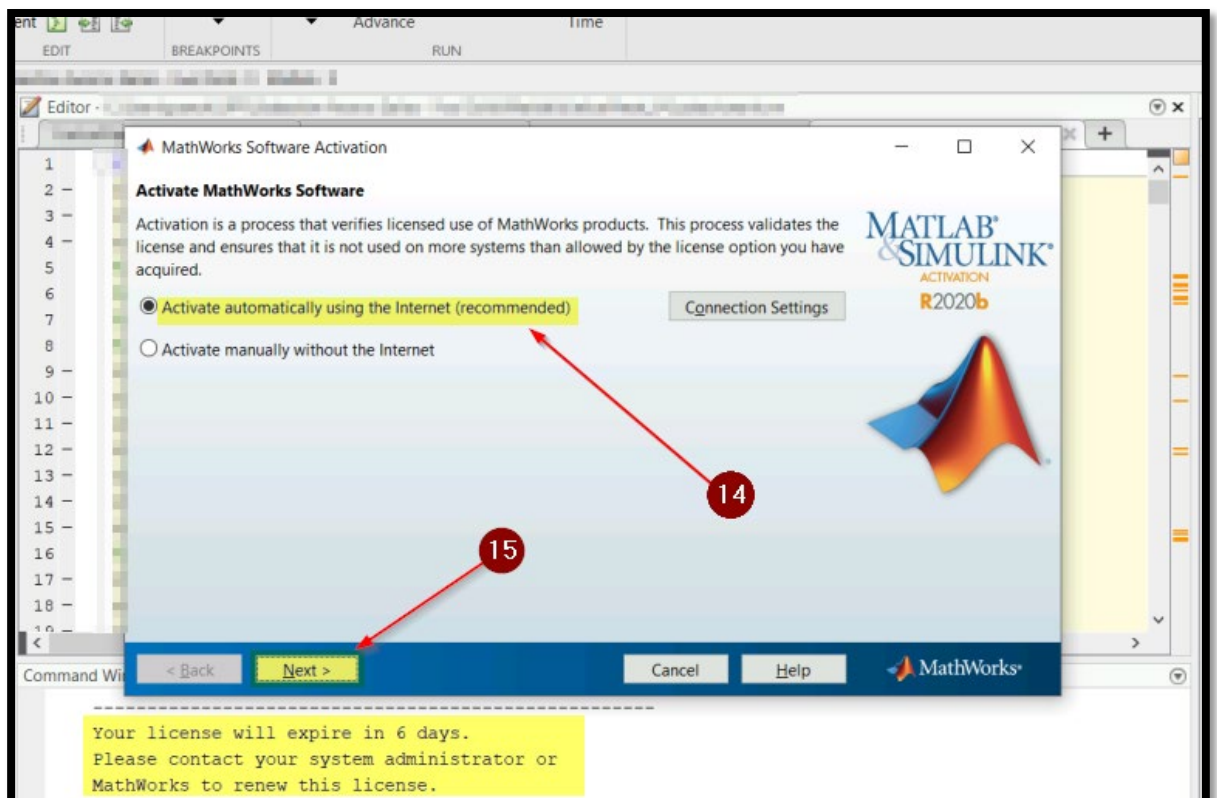 ent
Advance
Time
EDIT
BREAKPOINTS
RUN
Editor -
MathWorks Software Activation
Activate MathWorks Software
Activation is a process that verifies licensed use of MathWorks products. This process validates the
license and ensures that it is not used on more systems than allowed by the license option you have
acquired.
Activate automatically using the Internet (recommended)
Connection Settings
Activate manually without the Internet
MATLAB®
&SIMULINK®
ACTIVATION
R2020b
14
15
1
2
3
4
5
6
7
8
9
10
11
12
13
14
15
16
17
18
19
< Back
Next >
Cancel
Help
MathWorks®
Command Wi
Your license will expire in 6 days.
Please contact your system administrator or
MathWorks to renew this license.